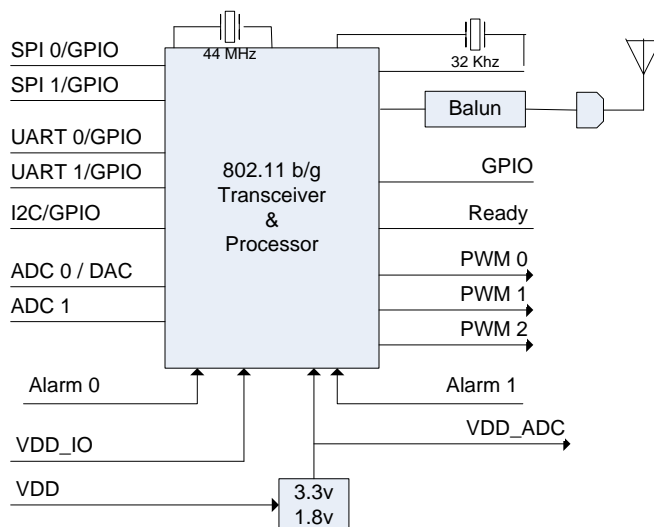 SPI 0/GPIO
SPI 1/GPIO
UART 0/GPIO
UART 1/GPIO
I2C/GPIO
ADC 0 / DAC
ADC 1
44 MHz
32 Khz
Balun
802.11 b/g
Transceiver
&
Processor
GPIO
Ready
PWM 0
PWM 1
PWM 2
Alarm 0
Alarm 1
VDD_IO
VDD_ADC
VDD
3.3v
1.8v